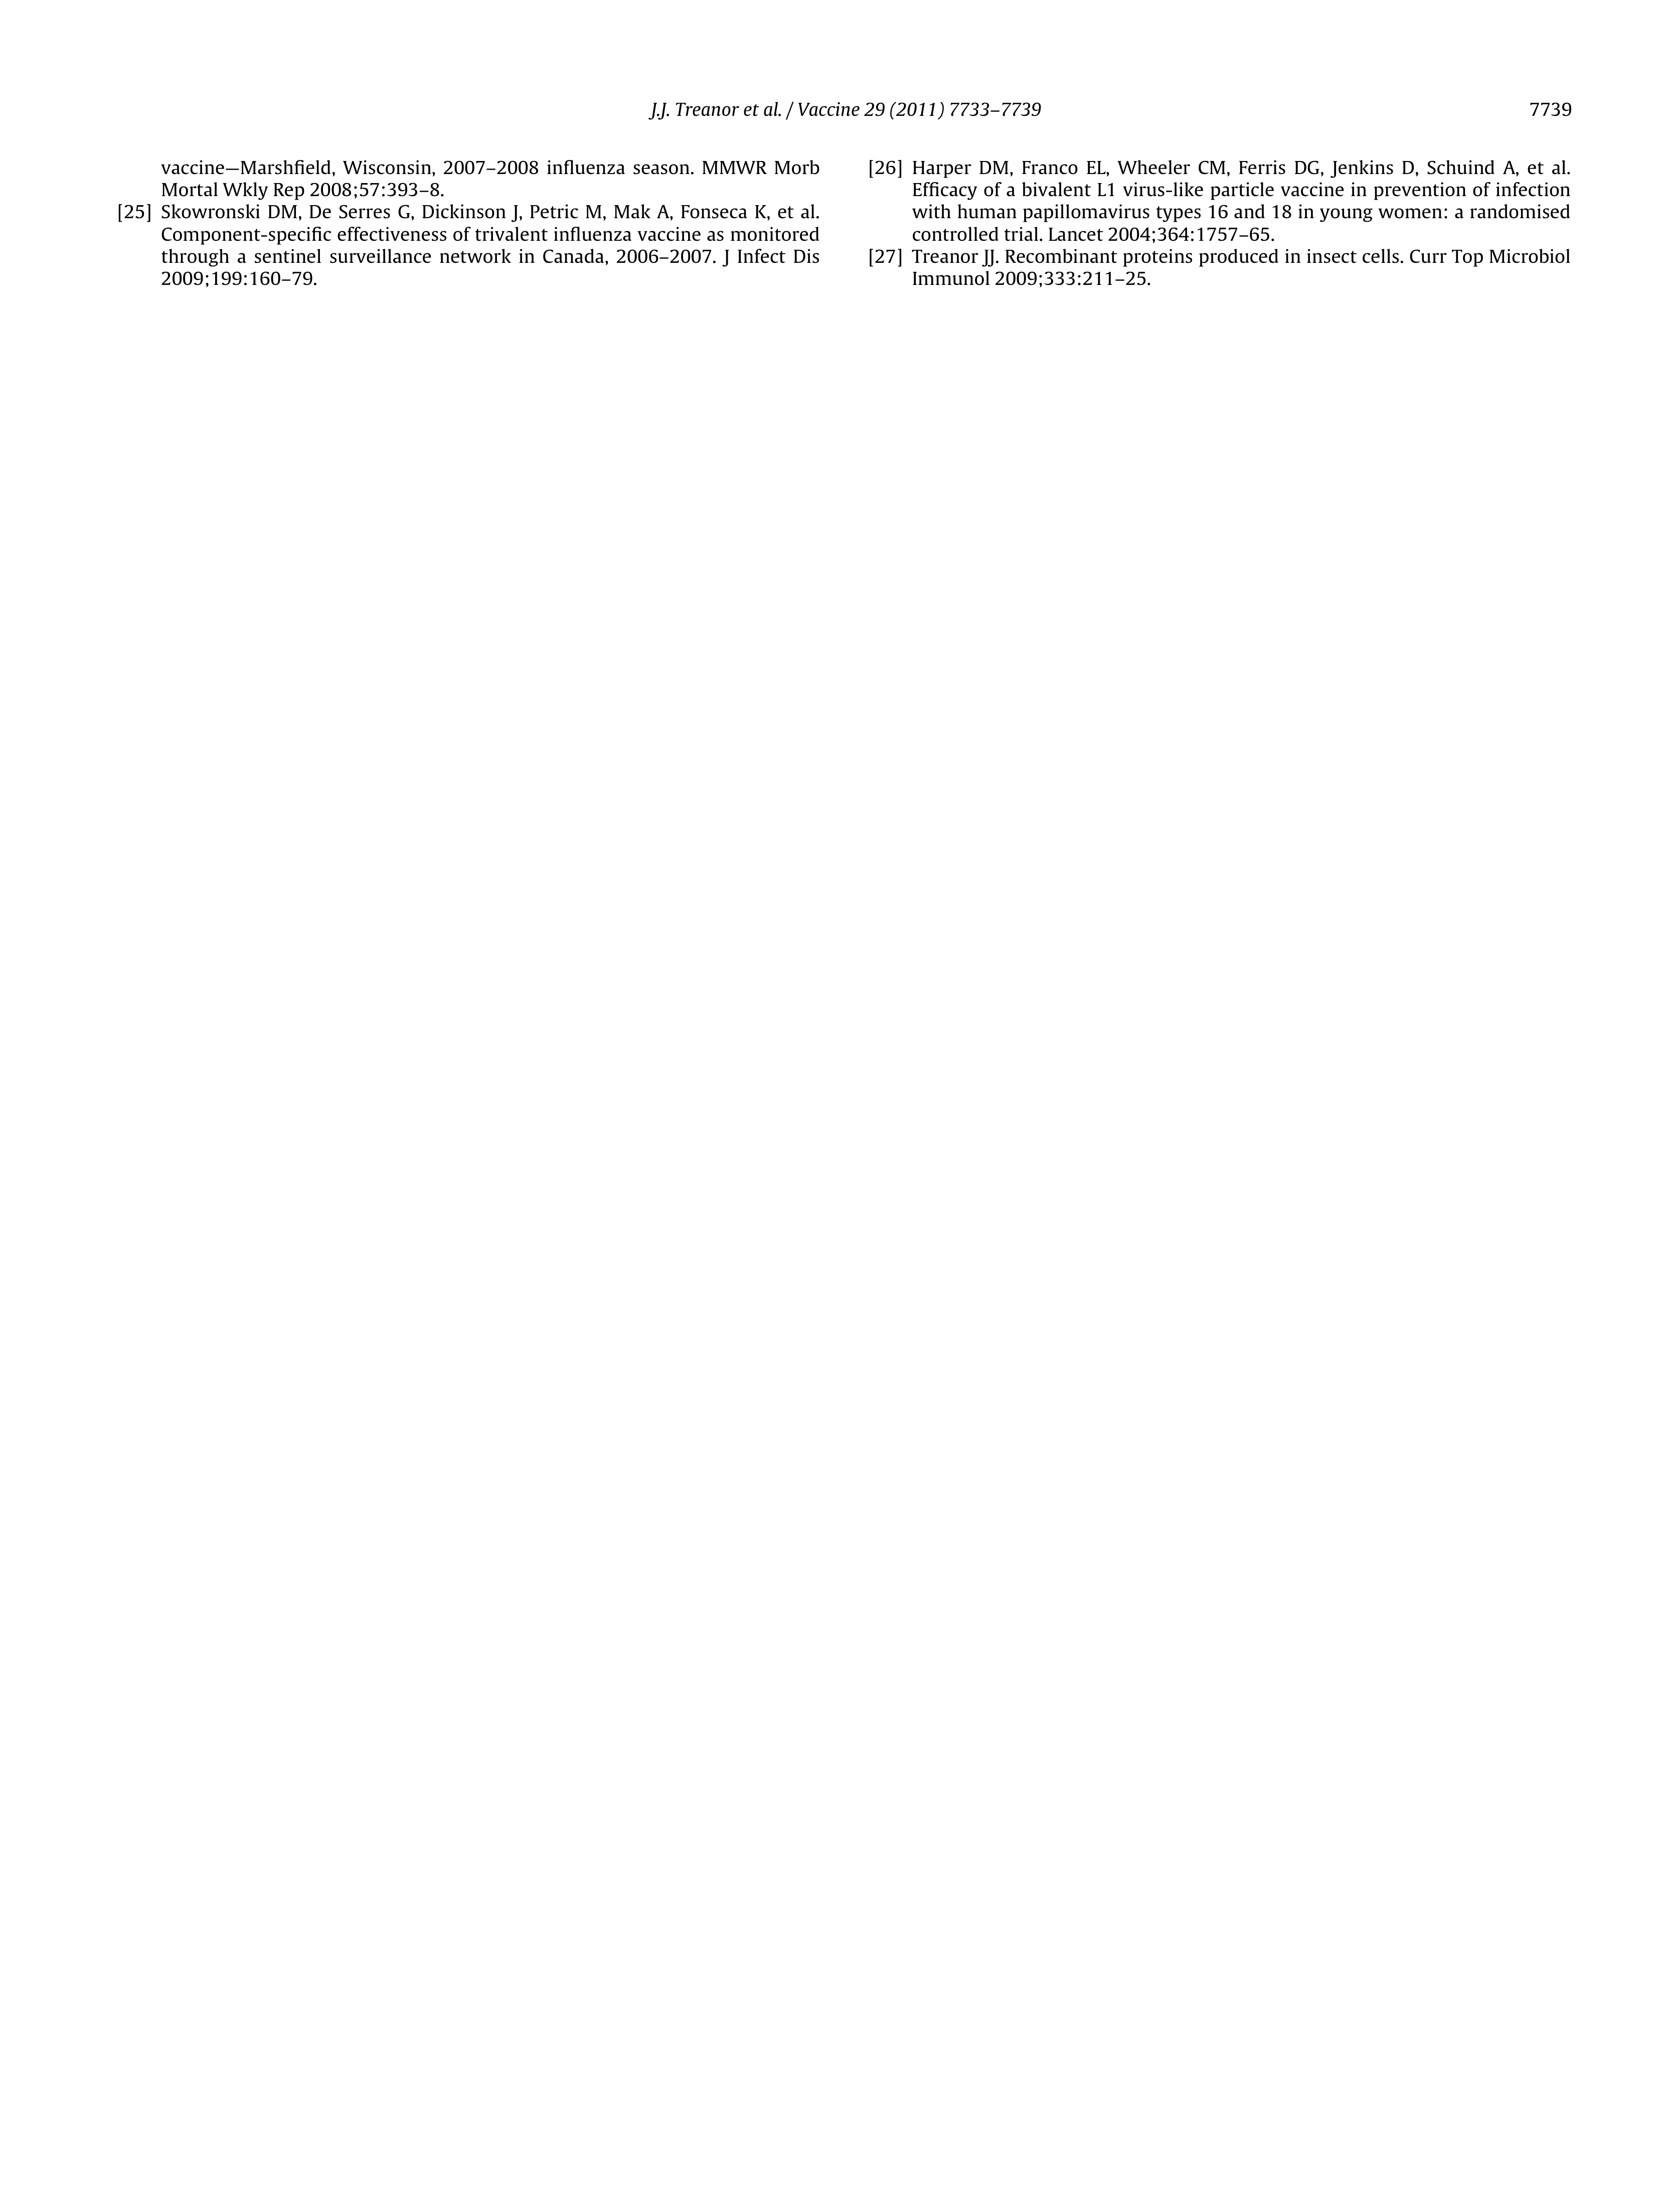 J.J. Treanor et al. / Vaccine 29 (2011) 7733–7739
7739
vaccine—Marshfield, Wisconsin, 2007–2008 influenza season. MMWR Morb
Mortal Wkly Rep 2008;57:393–8.
[25] Skowronski DM, De Serres G, Dickinson J, Petric M, Mak A, Fonseca K, et al.
Component-specific effectiveness of trivalent influenza vaccine as monitored
through a sentinel surveillance network in Canada, 2006–2007. J Infect Dis
2009;199:160–79.
[26] Harper DM, Franco EL, Wheeler CM, Ferris DG, Jenkins D, Schuind A, et al.
Efficacy of a bivalent L1 virus-like particle vaccine in prevention of infection
with human papillomavirus types 16 and 18 in young women: a randomised
controlled trial. Lancet 2004;364:1757–65.
[27] Treanor JJ. Recombinant proteins produced in insect cells. Curr Top Microbiol
Immunol 2009;333:211–25.